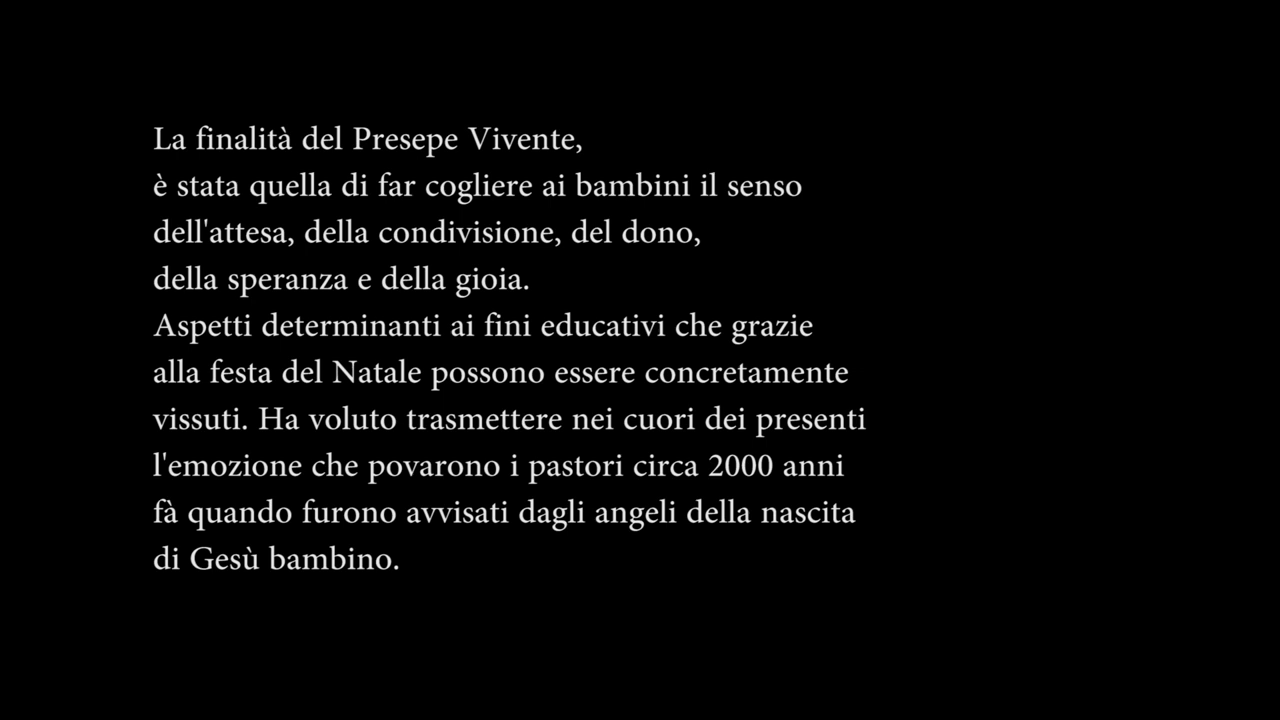 La finalità del Presepe Vivente,
è stata quella di far cogliere ai bambini il senso
dell'attesa, della condivisione, del dono,
della speranza e della gioia.
Aspetti determinanti ai fini educativi che grazie
alla festa del Natale possono essere concretamente
vissuti. Ha voluto trasmettere nei cuori dei presenti
l'emozione che povarono i pastori circa 2000 anni
fà quando furono avvisati dagli angeli della nascita
di Gesù bambino.